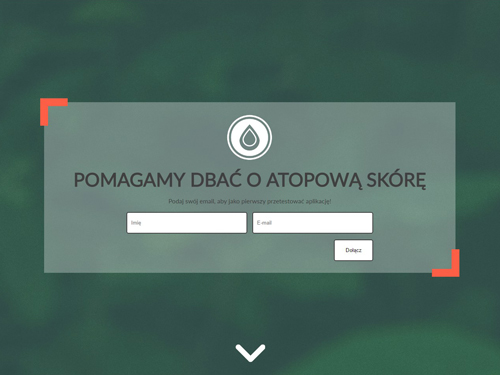 POMAGAMY DBAĆ O ATOPOWĄ SKÓRĘ
Podaj swój email, aby jako pierwszy przetestować aplikację!
Imię
E-mail
Dołącz